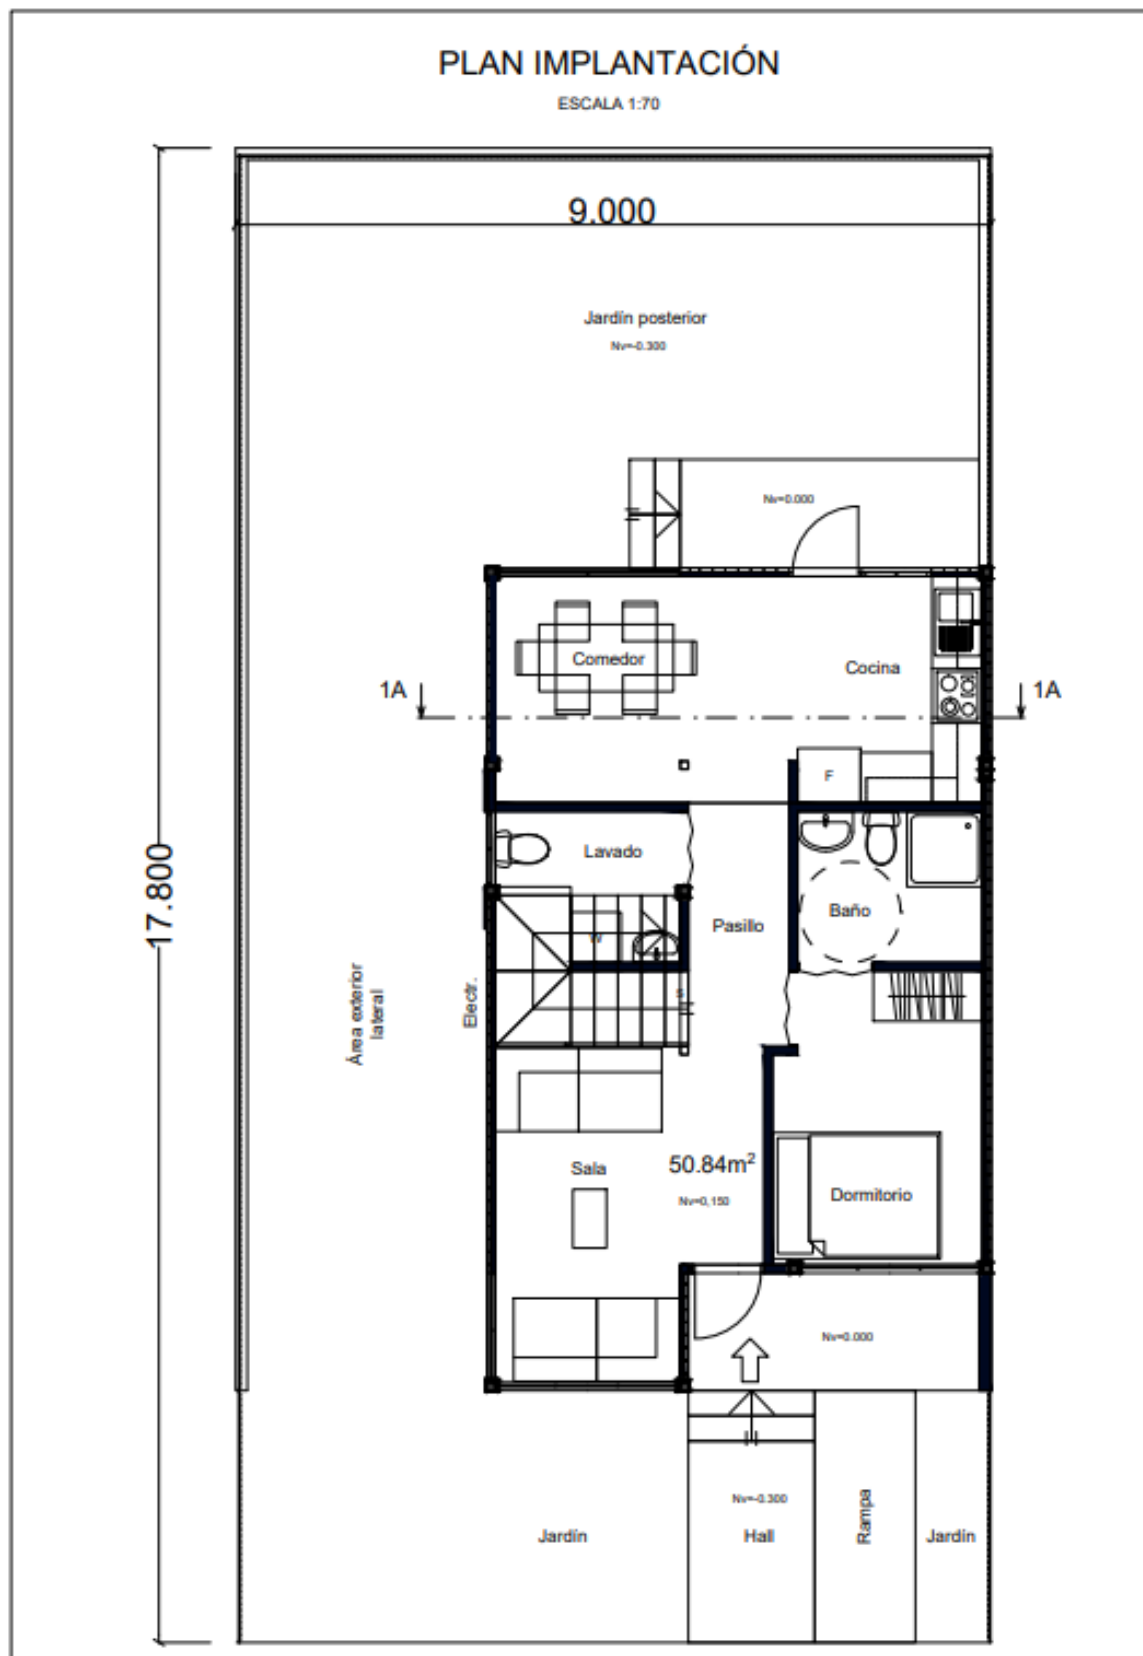 PLAN IMPLANTACIÓN
ESCALA 1:70
9.000
Jardín posterior
Nv=-0.300
Nv=0.000
Comedor
Cocina
1A
1A
F
17.800
Lavado
Pasillo
Baño
W
S
Área exterior
lateral
Electr.
Sala
50.84m²
Nv=0,150
Dormitorio
Nv=0.000
Nv=-0.300
Jardín
Hall
Rampa
Jardín